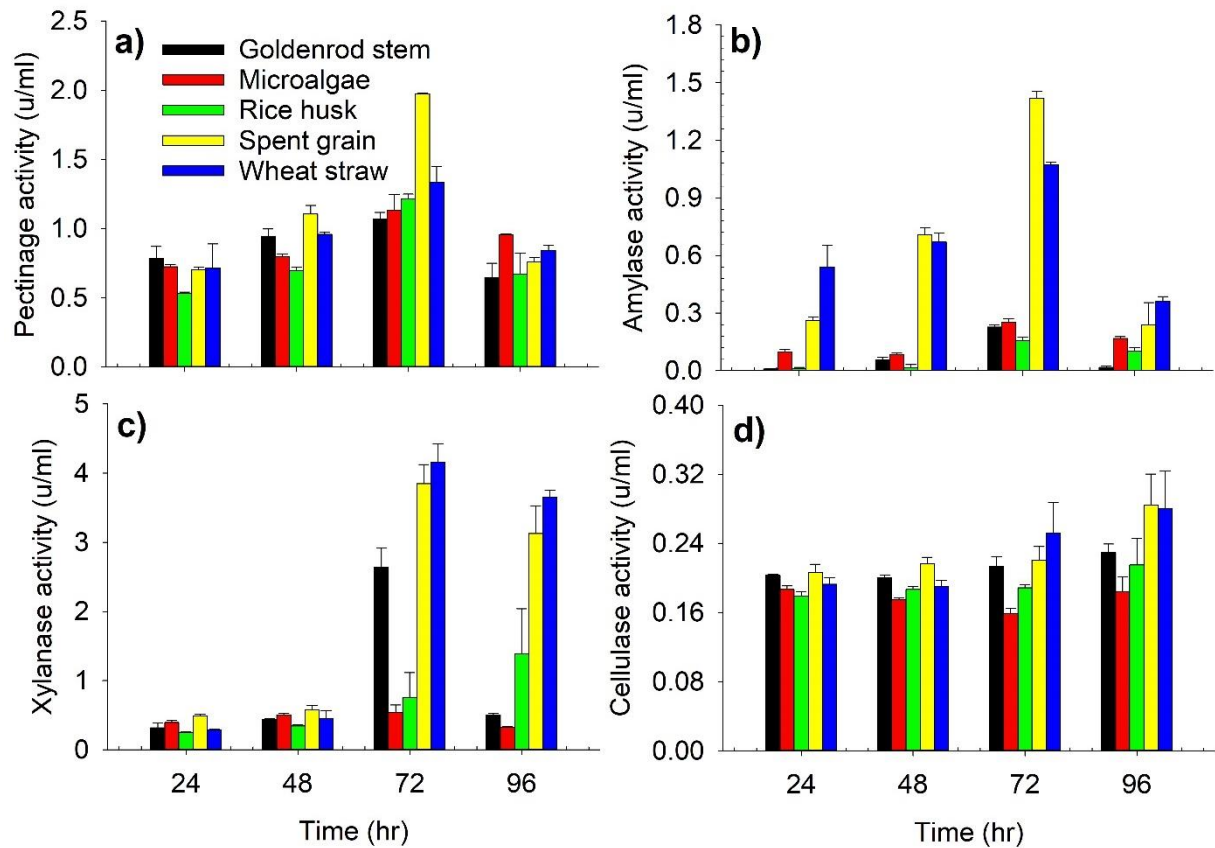 a)
Goldenrod stem
Microalgae
Rice husk
Spent grain
Wheat straw
Pectinage activity (u/ml)
2.5
2.0
1.5
1.0
0.5
0.0
b)
Amylase activity (u/ml)
1.8
1.5
1.2
0.9
0.6
0.3
0.0
c)
Xylanase activity (u/ml)
5
4
3
2
1
0
24 48 72 96
Time (hr)
d)
Cellulase activity (u/ml)
0.40
0.32
0.24
0.16
0.08
0.00
24 48 72 96
Time (hr)